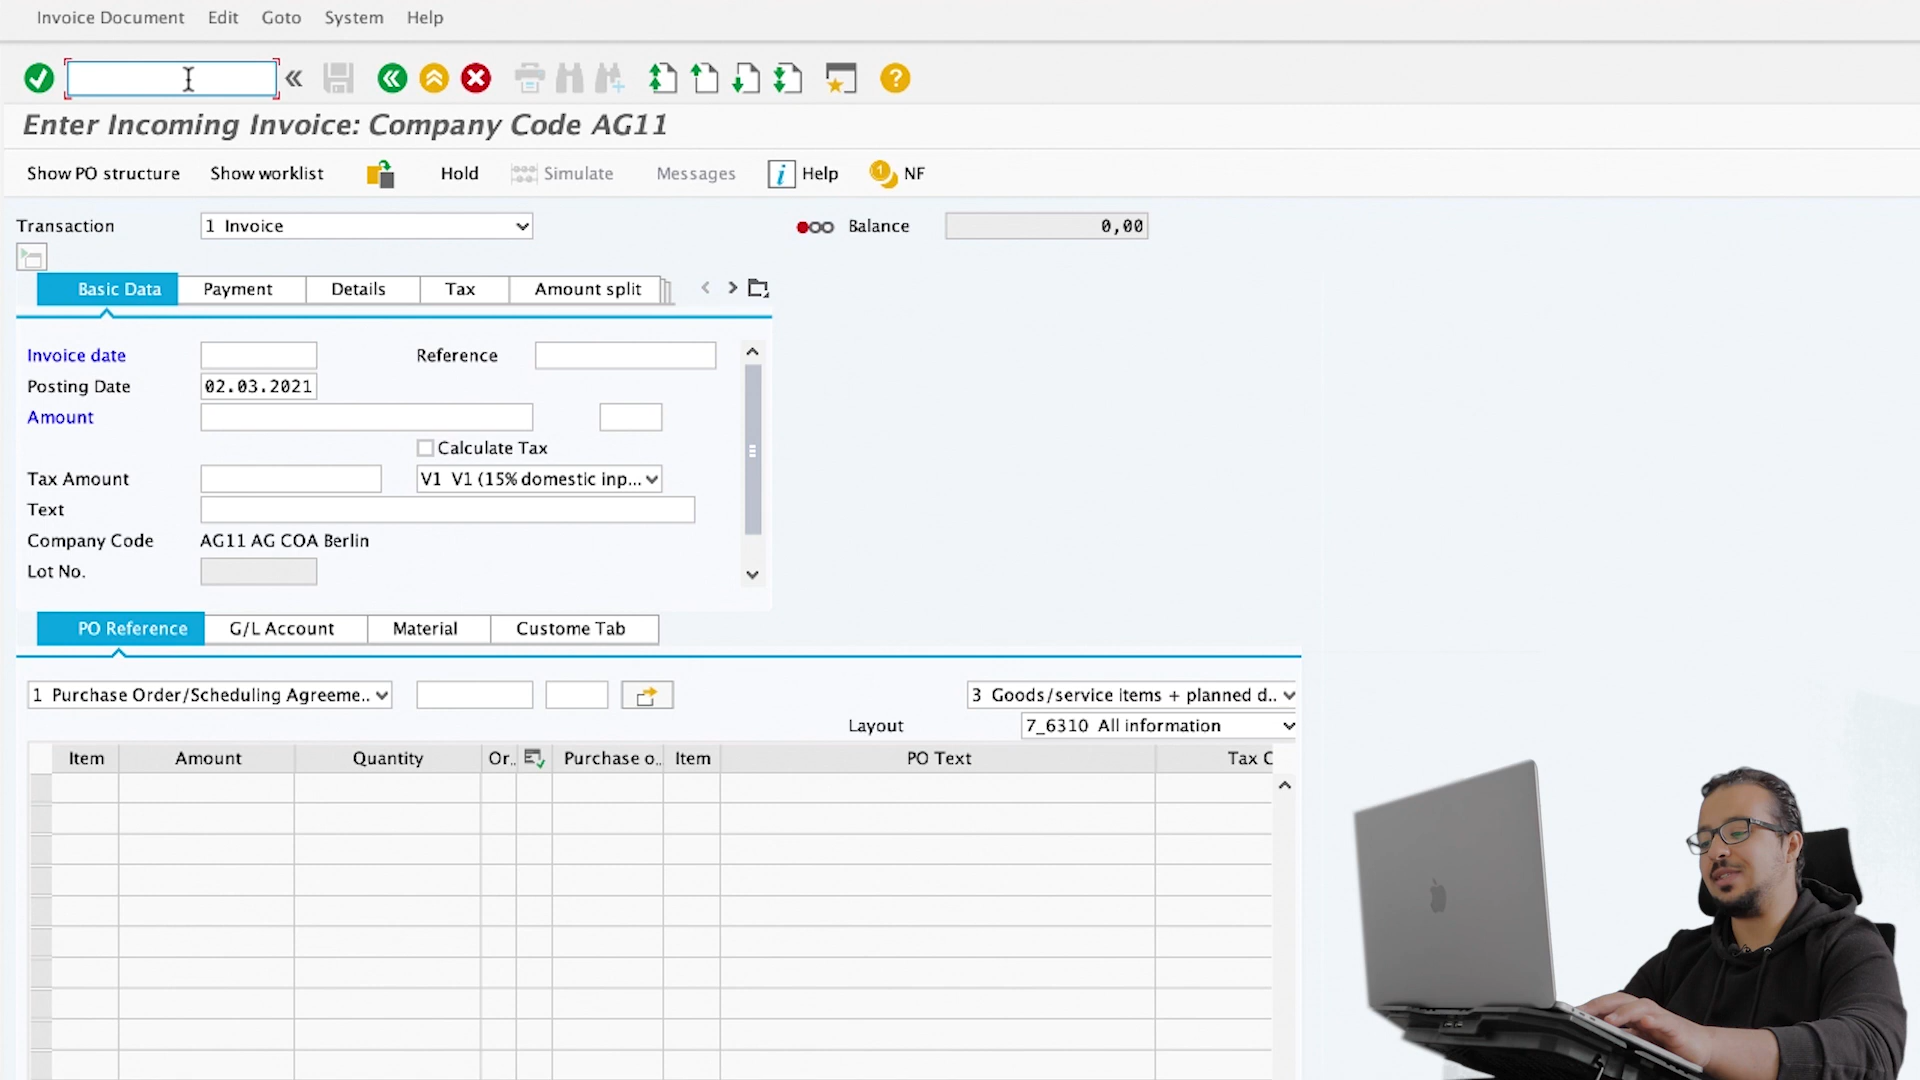 Invoice Document Edit Goto System Help
Enter Incoming Invoice: Company Code AG11
Show PO structure Show worklist Hold Simulate Messages i Help 1 NF
Transaction 1 Invoice Balance 0,00
Basic Data Payment Details Tax Amount split
Invoice date Reference
Posting Date 02.03.2021
Amount
Calculate Tax
Tax Amount V1 V1 (15% domestic inp...
Text
Company Code AG11 AG COA Berlin
Lot No.
PO Reference G/L Account Material Custome Tab
1 Purchase Order/Scheduling Agreeme.. 3 Goods/service items + planned d..
Layout 7_6310 All information
Item Amount Quantity Or.. Purchase o.. Item PO Text Tax C